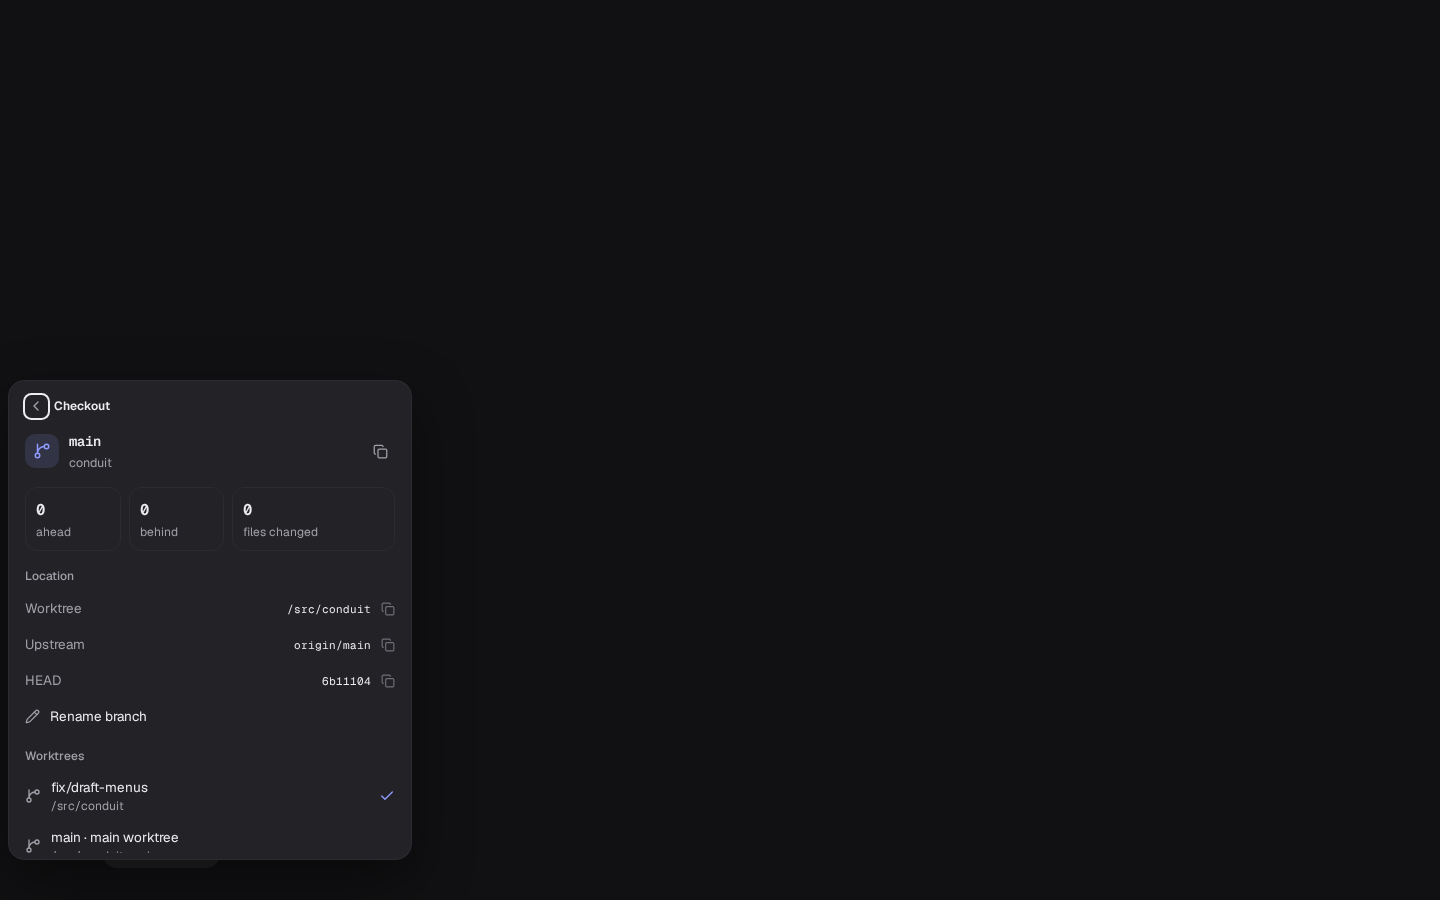 Checkout
main
conduit
0
ahead
0
behind
0
files changed
Location
Worktree /src/conduit
Upstream origin/main
HEAD 6b11104
Rename branch
Worktrees
fix/draft-menus
/src/conduit
main · main worktree